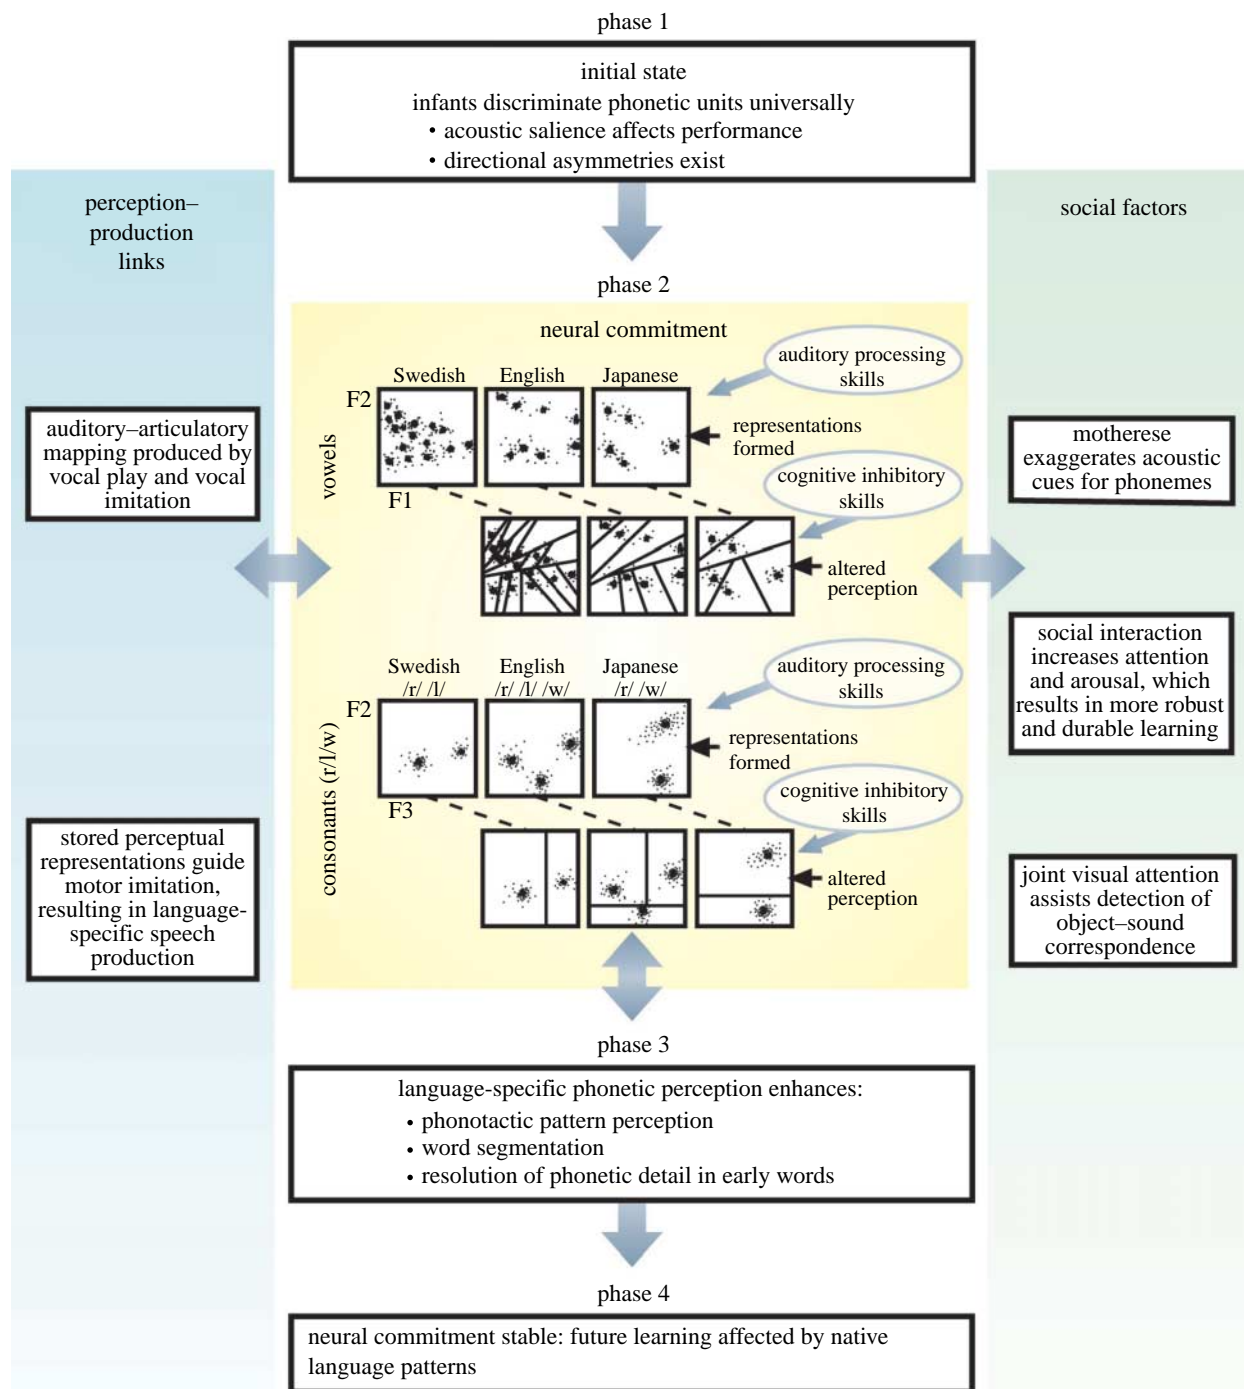 phase 1
initial state
infants discriminate phonetic units universally
• acoustic salience affects performance
• directional asymmetries exist
perception–
production
links
auditory–articulatory
mapping produced by
vocal play and vocal
imitation
stored perceptual
representations guide
motor imitation,
resulting in language-
specific speech
production
social factors
motherese
exaggerates acoustic
cues for phonemes
social interaction
increases attention
and arousal, which
results in more robust
and durable learning
joint visual attention
assists detection of
object–sound
correspondence
phase 2
neural commitment
vowels
Swedish
English
Japanese
F2
F1
auditory processing
skills
representations
formed
cognitive inhibitory
skills
altered
perception
consonants (r/l/w)
Swedish
/r/ /l/
English
/r/ /l/ /w/
Japanese
/r/ /w/
F2
F3
auditory processing
skills
representations
formed
cognitive inhibitory
skills
altered
perception
phase 3
language-specific phonetic perception enhances:
• phonotactic pattern perception
• word segmentation
• resolution of phonetic detail in early words
phase 4
neural commitment stable: future learning affected by native
language patterns